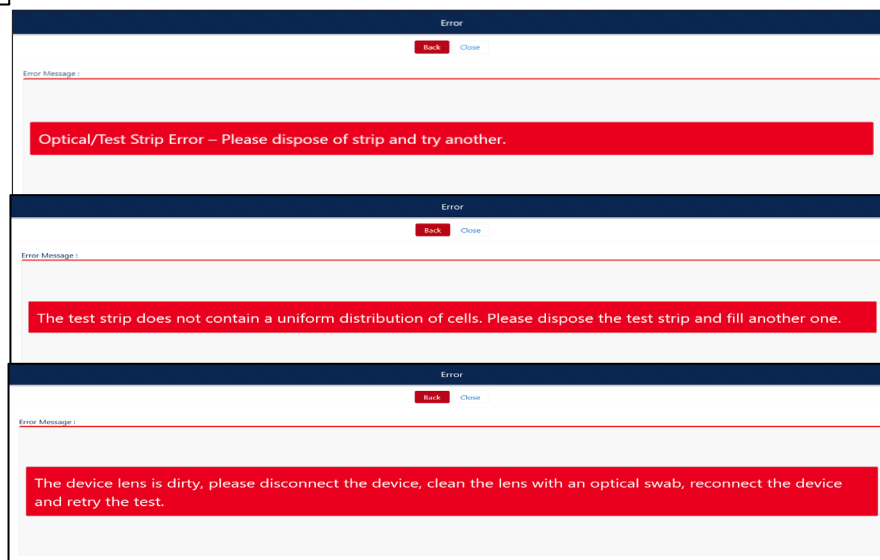 Error
Back Close
Error Message :
Optical/Test Strip Error – Please dispose of strip and try another.
Error
Back Close
Error Message :
The test strip does not contain a uniform distribution of cells. Please dispose the test strip and fill another one.
Error
Back Close
Error Message :
The device lens is dirty, please disconnect the device, clean the lens with an optical swab, reconnect the device
and retry the test.